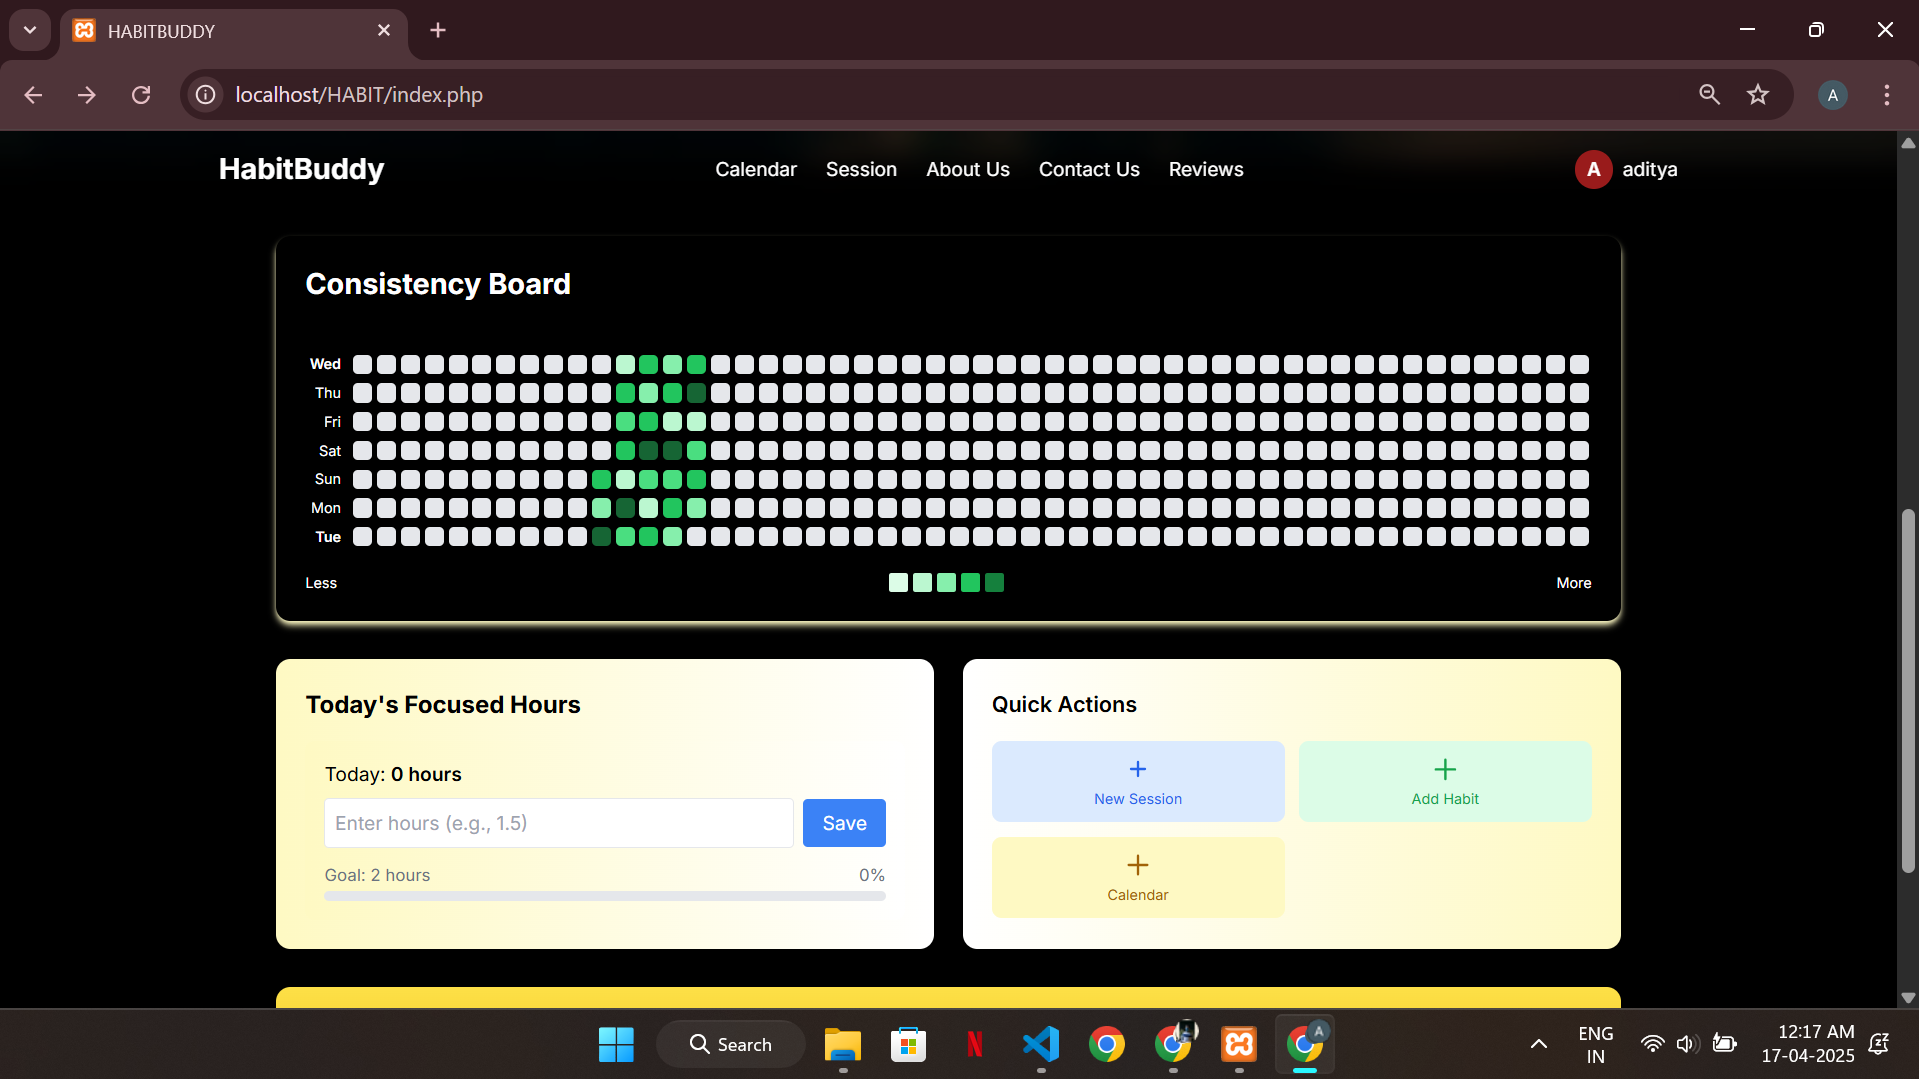 HABITBUDDY
localhost/HABIT/index.php
A
HabitBuddy
Calendar Session About Us Contact Us Reviews
A aditya
Consistency Board
Wed
Thu
Fri
Sat
Sun
Mon
Tue
Less
More
Today's Focused Hours
Today: 0 hours
Enter hours (e.g., 1.5)
Save
Goal: 2 hours
0%
Quick Actions
New Session
Add Habit
Calendar
Search
N
A
ENG
IN
12:17 AM
17-04-2025